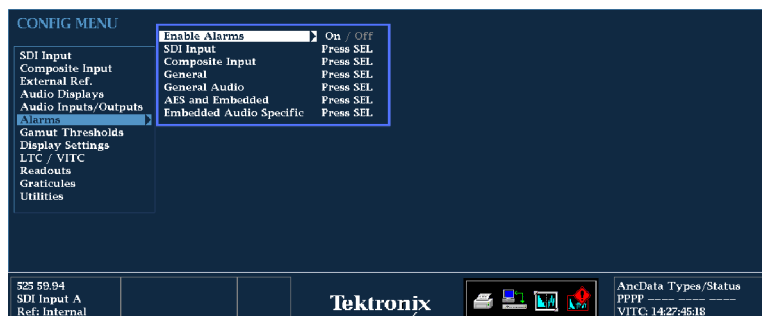 CONFIG MENU
SDI Input
Composite Input
External Ref.
Audio Displays
Audio Inputs/Outputs
Alarms
Gamut Thresholds
Display Settings
LTC / VITC
Readouts
Graticules
Utilities
Enable Alarms On / Off
SDI Input Press SEL
Composite Input Press SEL
General Press SEL
General Audio Press SEL
AES and Embedded Press SEL
Embedded Audio Specific Press SEL
525 59.94
SDI Input A
Ref: Internal
Tektronix
AncData Types/Status
PPPP ---- ---- ----
VITC: 14:27:45:18